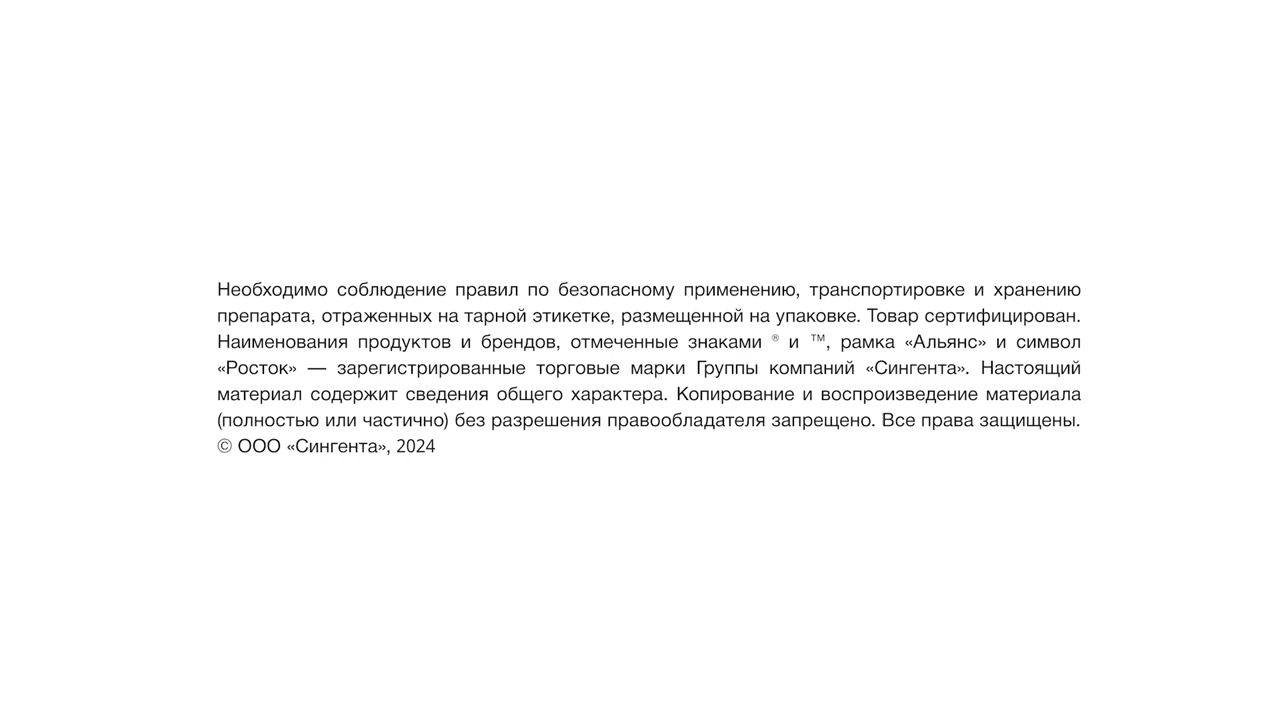 Необходимо соблюдение правил по безопасному применению, транспортировке и хранению
препарата, отраженных на тарной этикетке, размещенной на упаковке. Товар сертифицирован.
Наименования продуктов и брендов, отмеченные знаками ® и ™, рамка «Альянс» и символ
«Росток» — зарегистрированные торговые марки Группы компаний «Сингента». Настоящий
материал содержит сведения общего характера. Копирование и воспроизведение материала
(полностью или частично) без разрешения правообладателя запрещено. Все права защищены.
© ООО «Сингента», 2024